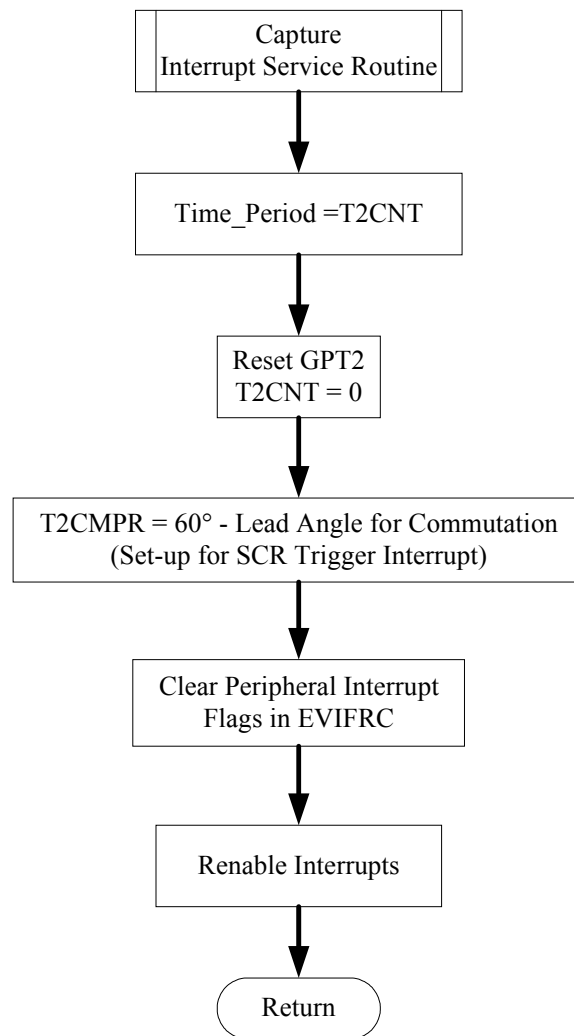 Capture
Interrupt Service Routine
Time_Period =T2CNT
Reset GPT2
T2CNT = 0
T2CMPR = 60° - Lead Angle for Commutation
(Set-up for SCR Trigger Interrupt)
Clear Peripheral Interrupt
Flags in EVIFRC
Renable Interrupts
Return